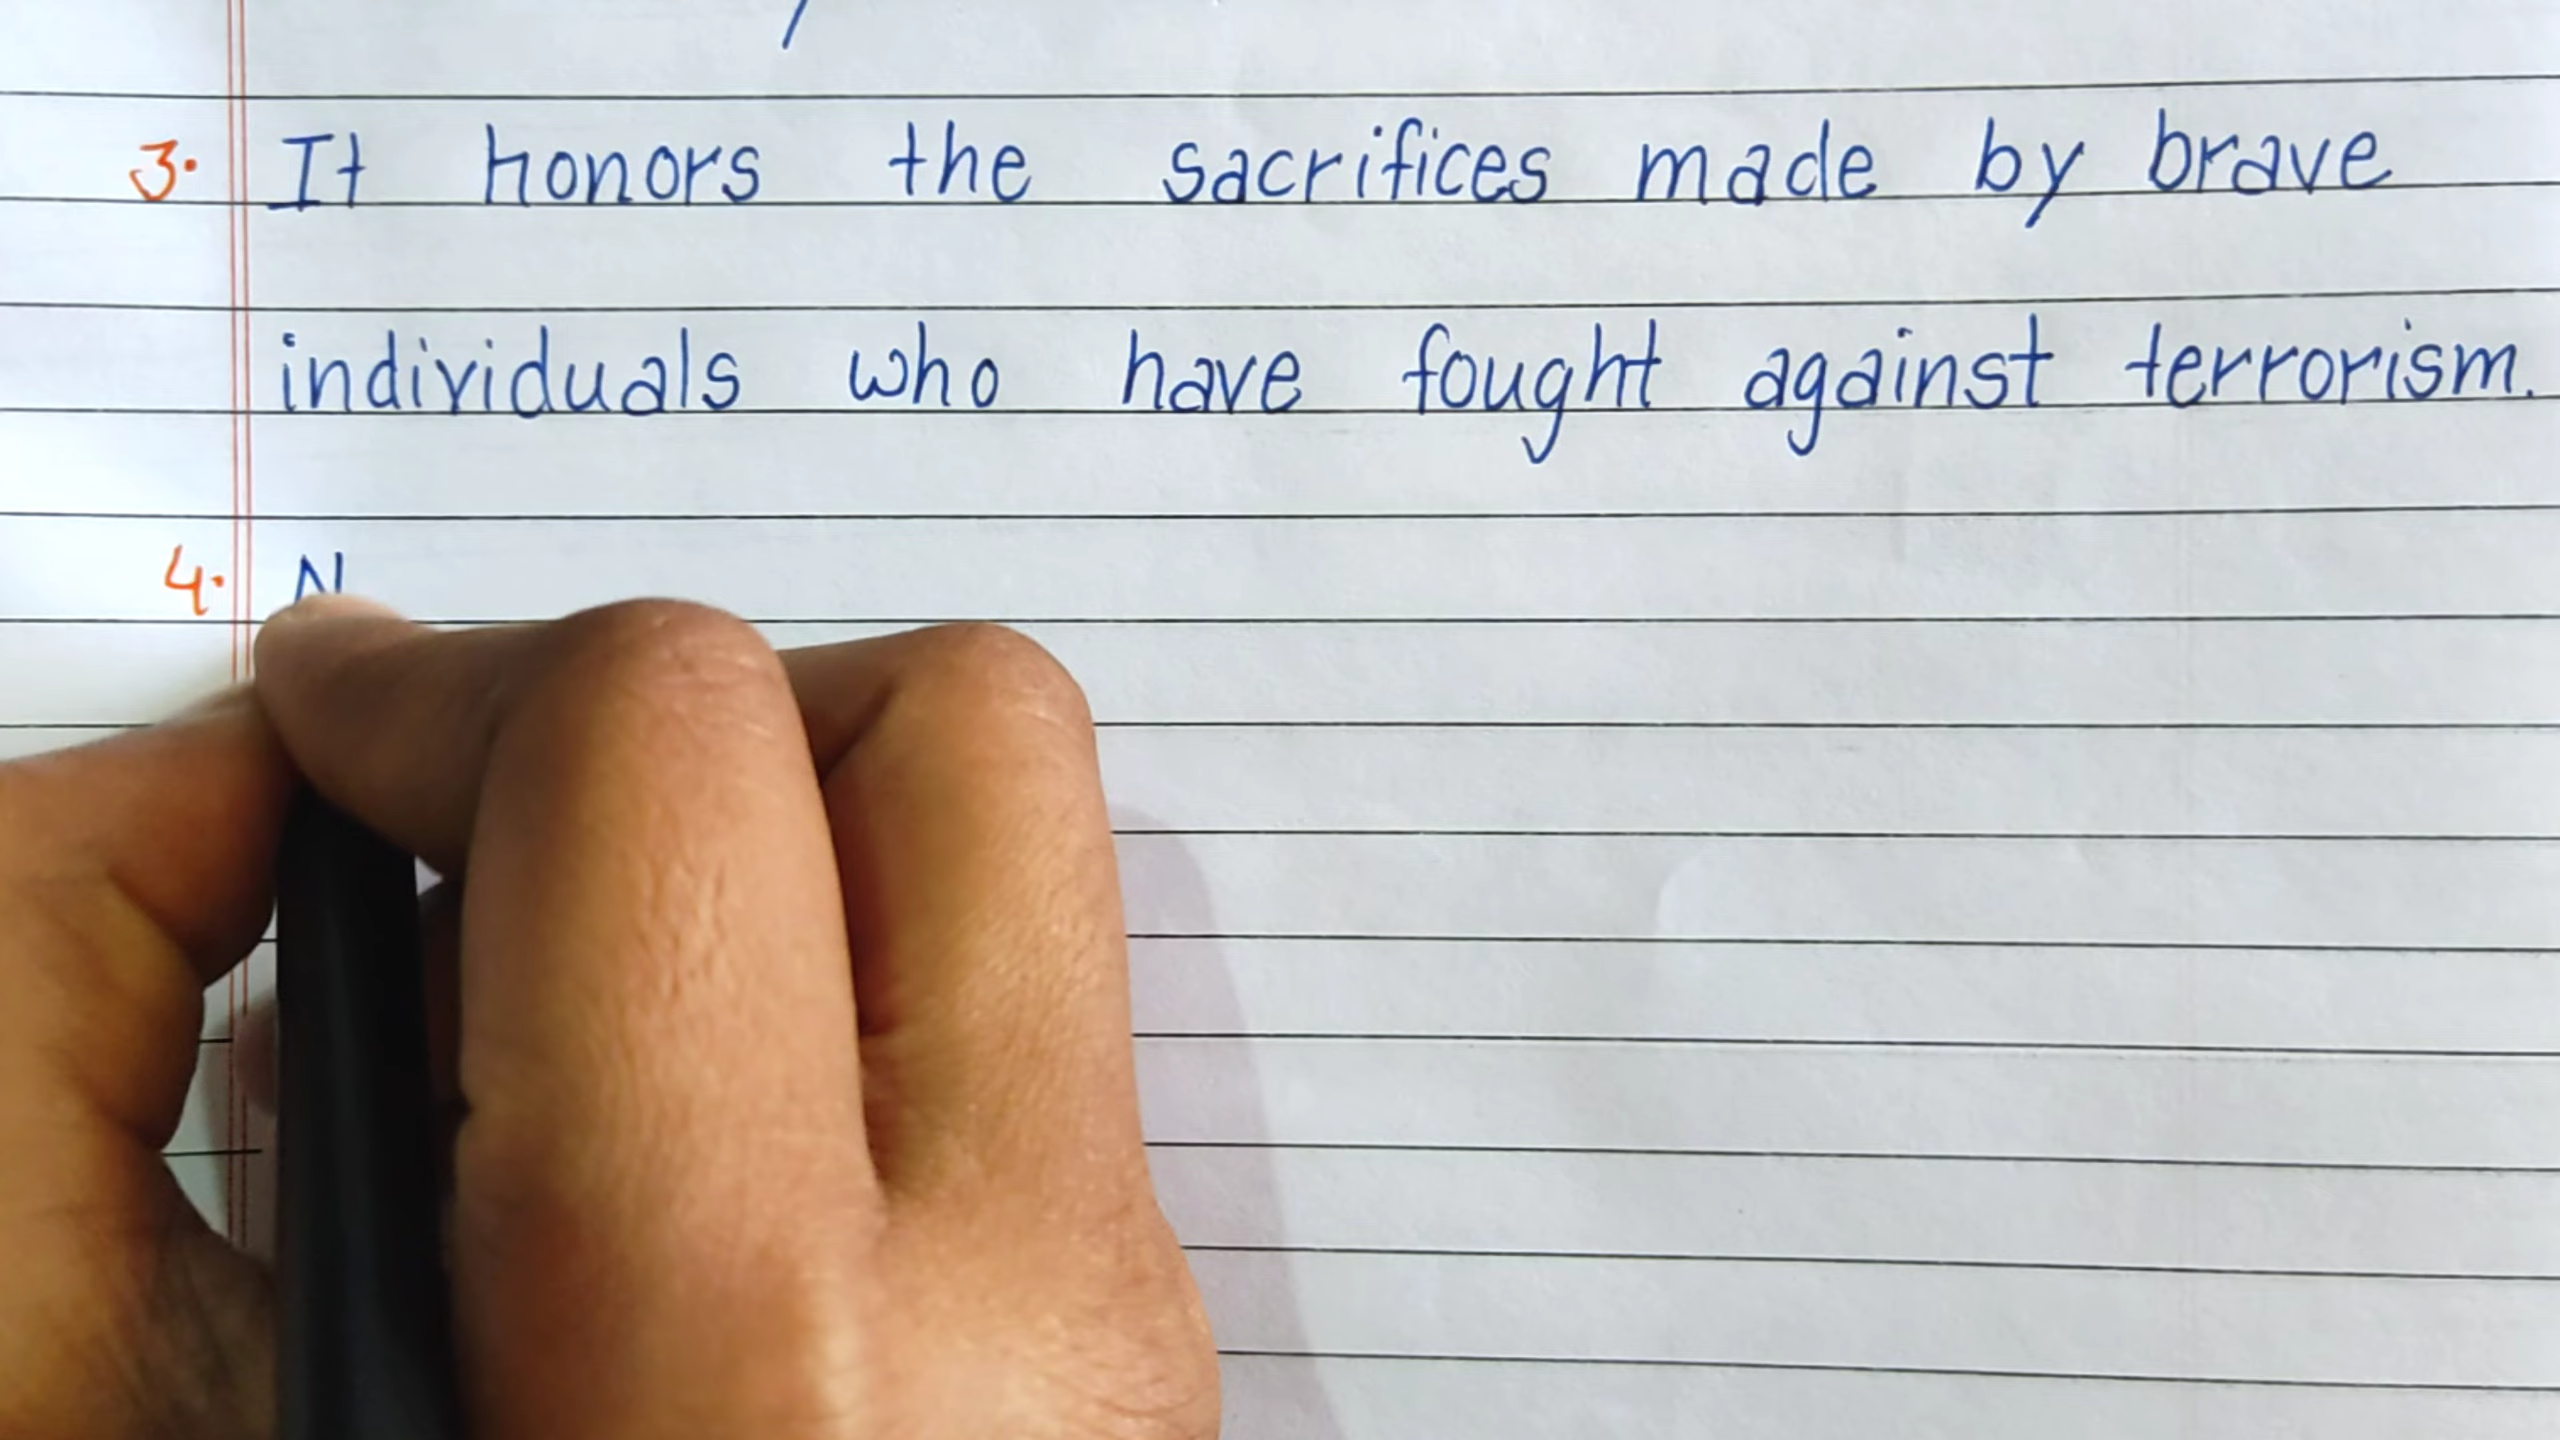 3. It honors the sacrifices made by brave
individuals who have fought against terrorism.
4. N